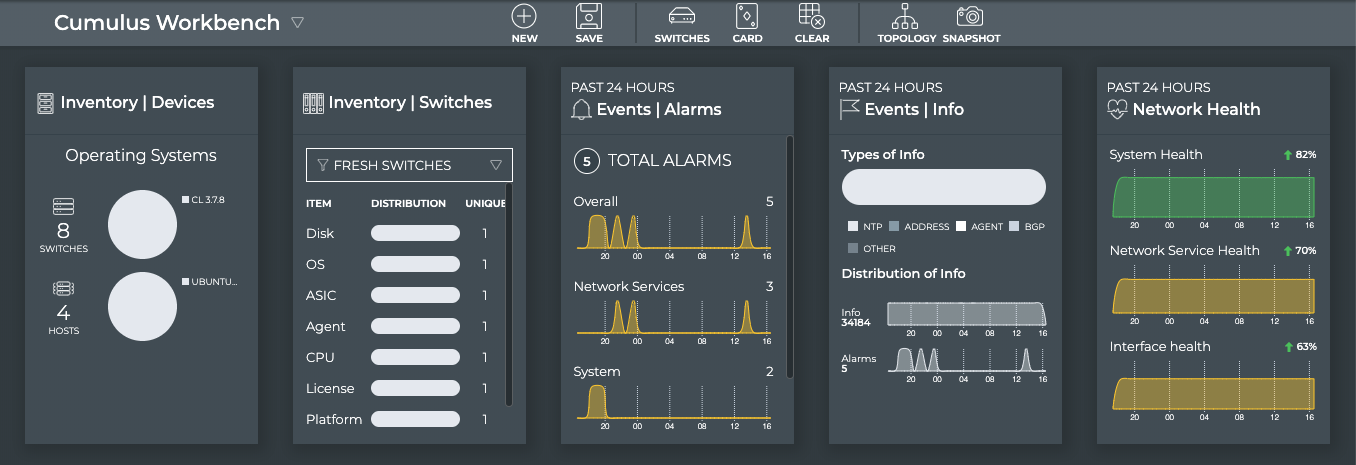 Cumulus Workbench
NEW
SAVE
SWITCHES
CARD
CLEAR
TOPOLOGY
SNAPSHOT
Inventory | Devices
Operating Systems
8
SWITCHES
CL 3.7.8
4
HOSTS
UBUNTU...
Inventory | Switches
FRESH SWITCHES
ITEM DISTRIBUTION UNIQUE
Disk 1
OS 1
ASIC 1
Agent 1
CPU 1
License 1
Platform 1
PAST 24 HOURS
Events | Alarms
5 TOTAL ALARMS
Overall 5
20 00 04 08 12 16
Network Services 3
20 00 04 08 12 16
System 2
20 00 04 08 12 16
PAST 24 HOURS
Events | Info
Types of Info
NTP ADDRESS AGENT BGP
OTHER
Distribution of Info
Info
34184
20 00 04 08 12 16
Alarms
5
20 00 04 08 12 16
PAST 24 HOURS
Network Health
System Health 82%
20 00 04 08 12 16
Network Service Health 70%
20 00 04 08 12 16
Interface health 63%
20 00 04 08 12 16